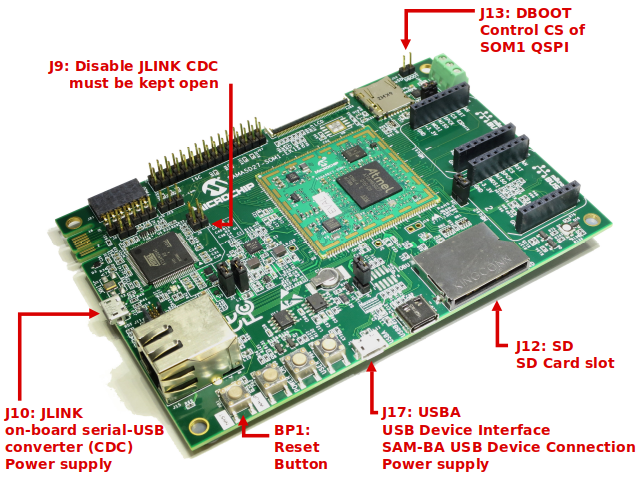 J13: DBOOT
Control CS of
SOM1 QSPI
J9: Disable JLINK CDC
must be kept open
MICROCHIP
Atmel
J12: SD
SD Card slot
J10: JLINK
on-board serial-USB
converter (CDC)
Power supply
BP1:
Reset
Button
J17: USBA
USB Device Interface
SAM-BA USB Device Connection
Power supply